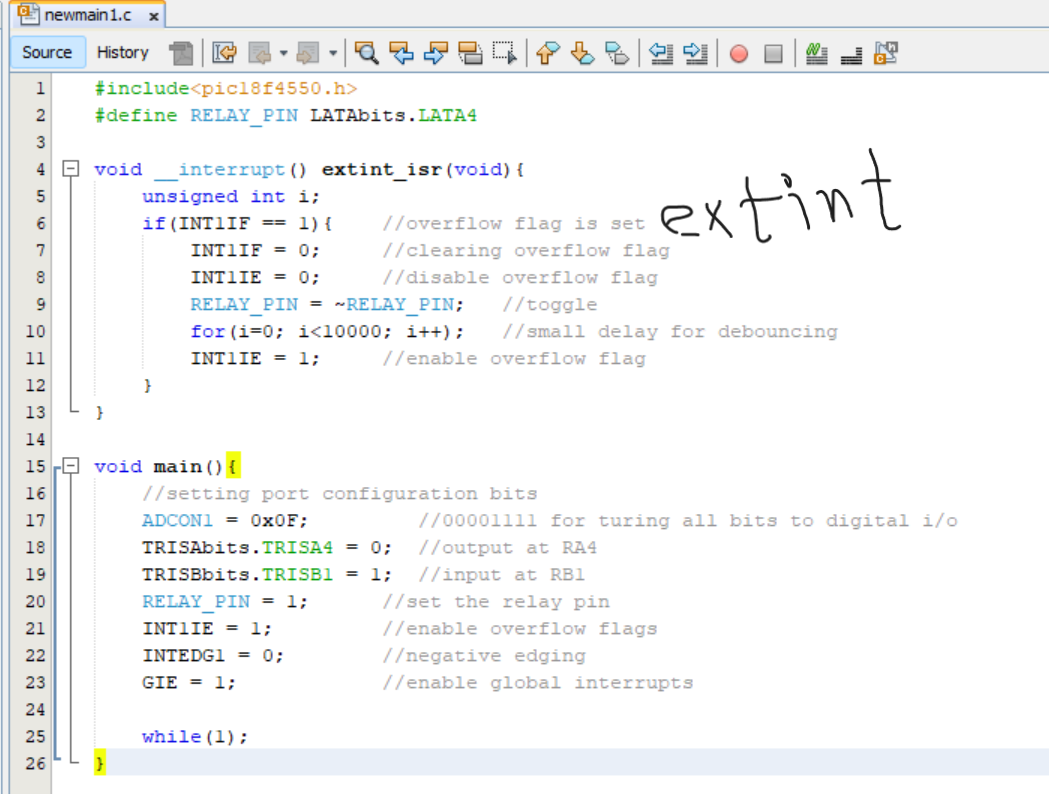 newmain1.c x
Source History
1 #include<pic18f4550.h>
2 #define RELAY_PIN LATAbits.LATA4
3
4 void __interrupt() extint_isr(void){
5 unsigned int i;
6 if(INT1IF == 1){ //overflow flag is set extint
7 INT1IF = 0; //clearing overflow flag
8 INT1IE = 0; //disable overflow flag
9 RELAY_PIN = ~RELAY_PIN; //toggle
10 for(i=0; i<10000; i++); //small delay for debouncing
11 INT1IE = 1; //enable overflow flag
12 }
13 }
14
15 void main(){
16 //setting port configuration bits
17 ADCON1 = 0x0F; //00001111 for turing all bits to digital i/o
18 TRISAbits.TRISA4 = 0; //output at RA4
19 TRISBbits.TRISB1 = 1; //input at RB1
20 RELAY_PIN = 1; //set the relay pin
21 INT1IE = 1; //enable overflow flags
22 INTEDG1 = 0; //negative edging
23 GIE = 1; //enable global interrupts
24
25 while(1);
26 }